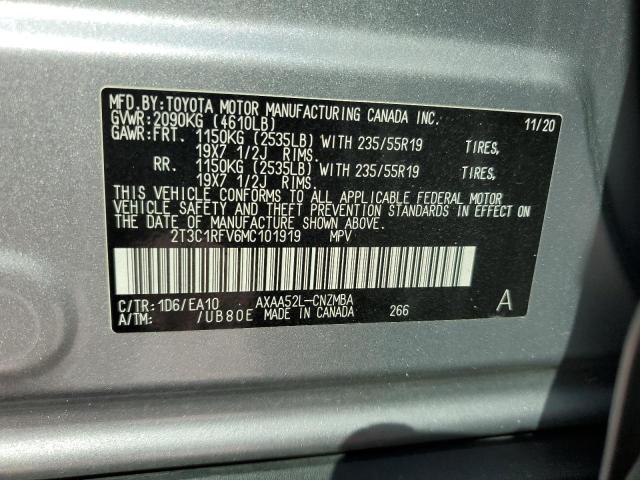 MFD.BY:TOYOTA MOTOR MANUFACTURING CANADA INC.
GVWR:2090KG (4610LB) 11/20
GAWR:FRT. 1150KG (2535LB) WITH 235/55R19 TIRES,
19X7 1/2J RIMS.
RR. 1150KG (2535LB) WITH 235/55R19 TIRES,
19X7 1/2J RIMS.
THIS VEHICLE CONFORMS TO ALL APPLICABLE FEDERAL MOTOR
VEHICLE SAFETY AND THEFT PREVENTION STANDARDS IN EFFECT ON
THE DATE OF MANUFACTURE SHOWN ABOVE.
2T3C1RFV6MC101919 MPV
C/TR:1D6/EA10 AXAA52L-CNZMBA A
A/TM: /UB80E MADE IN CANADA 266